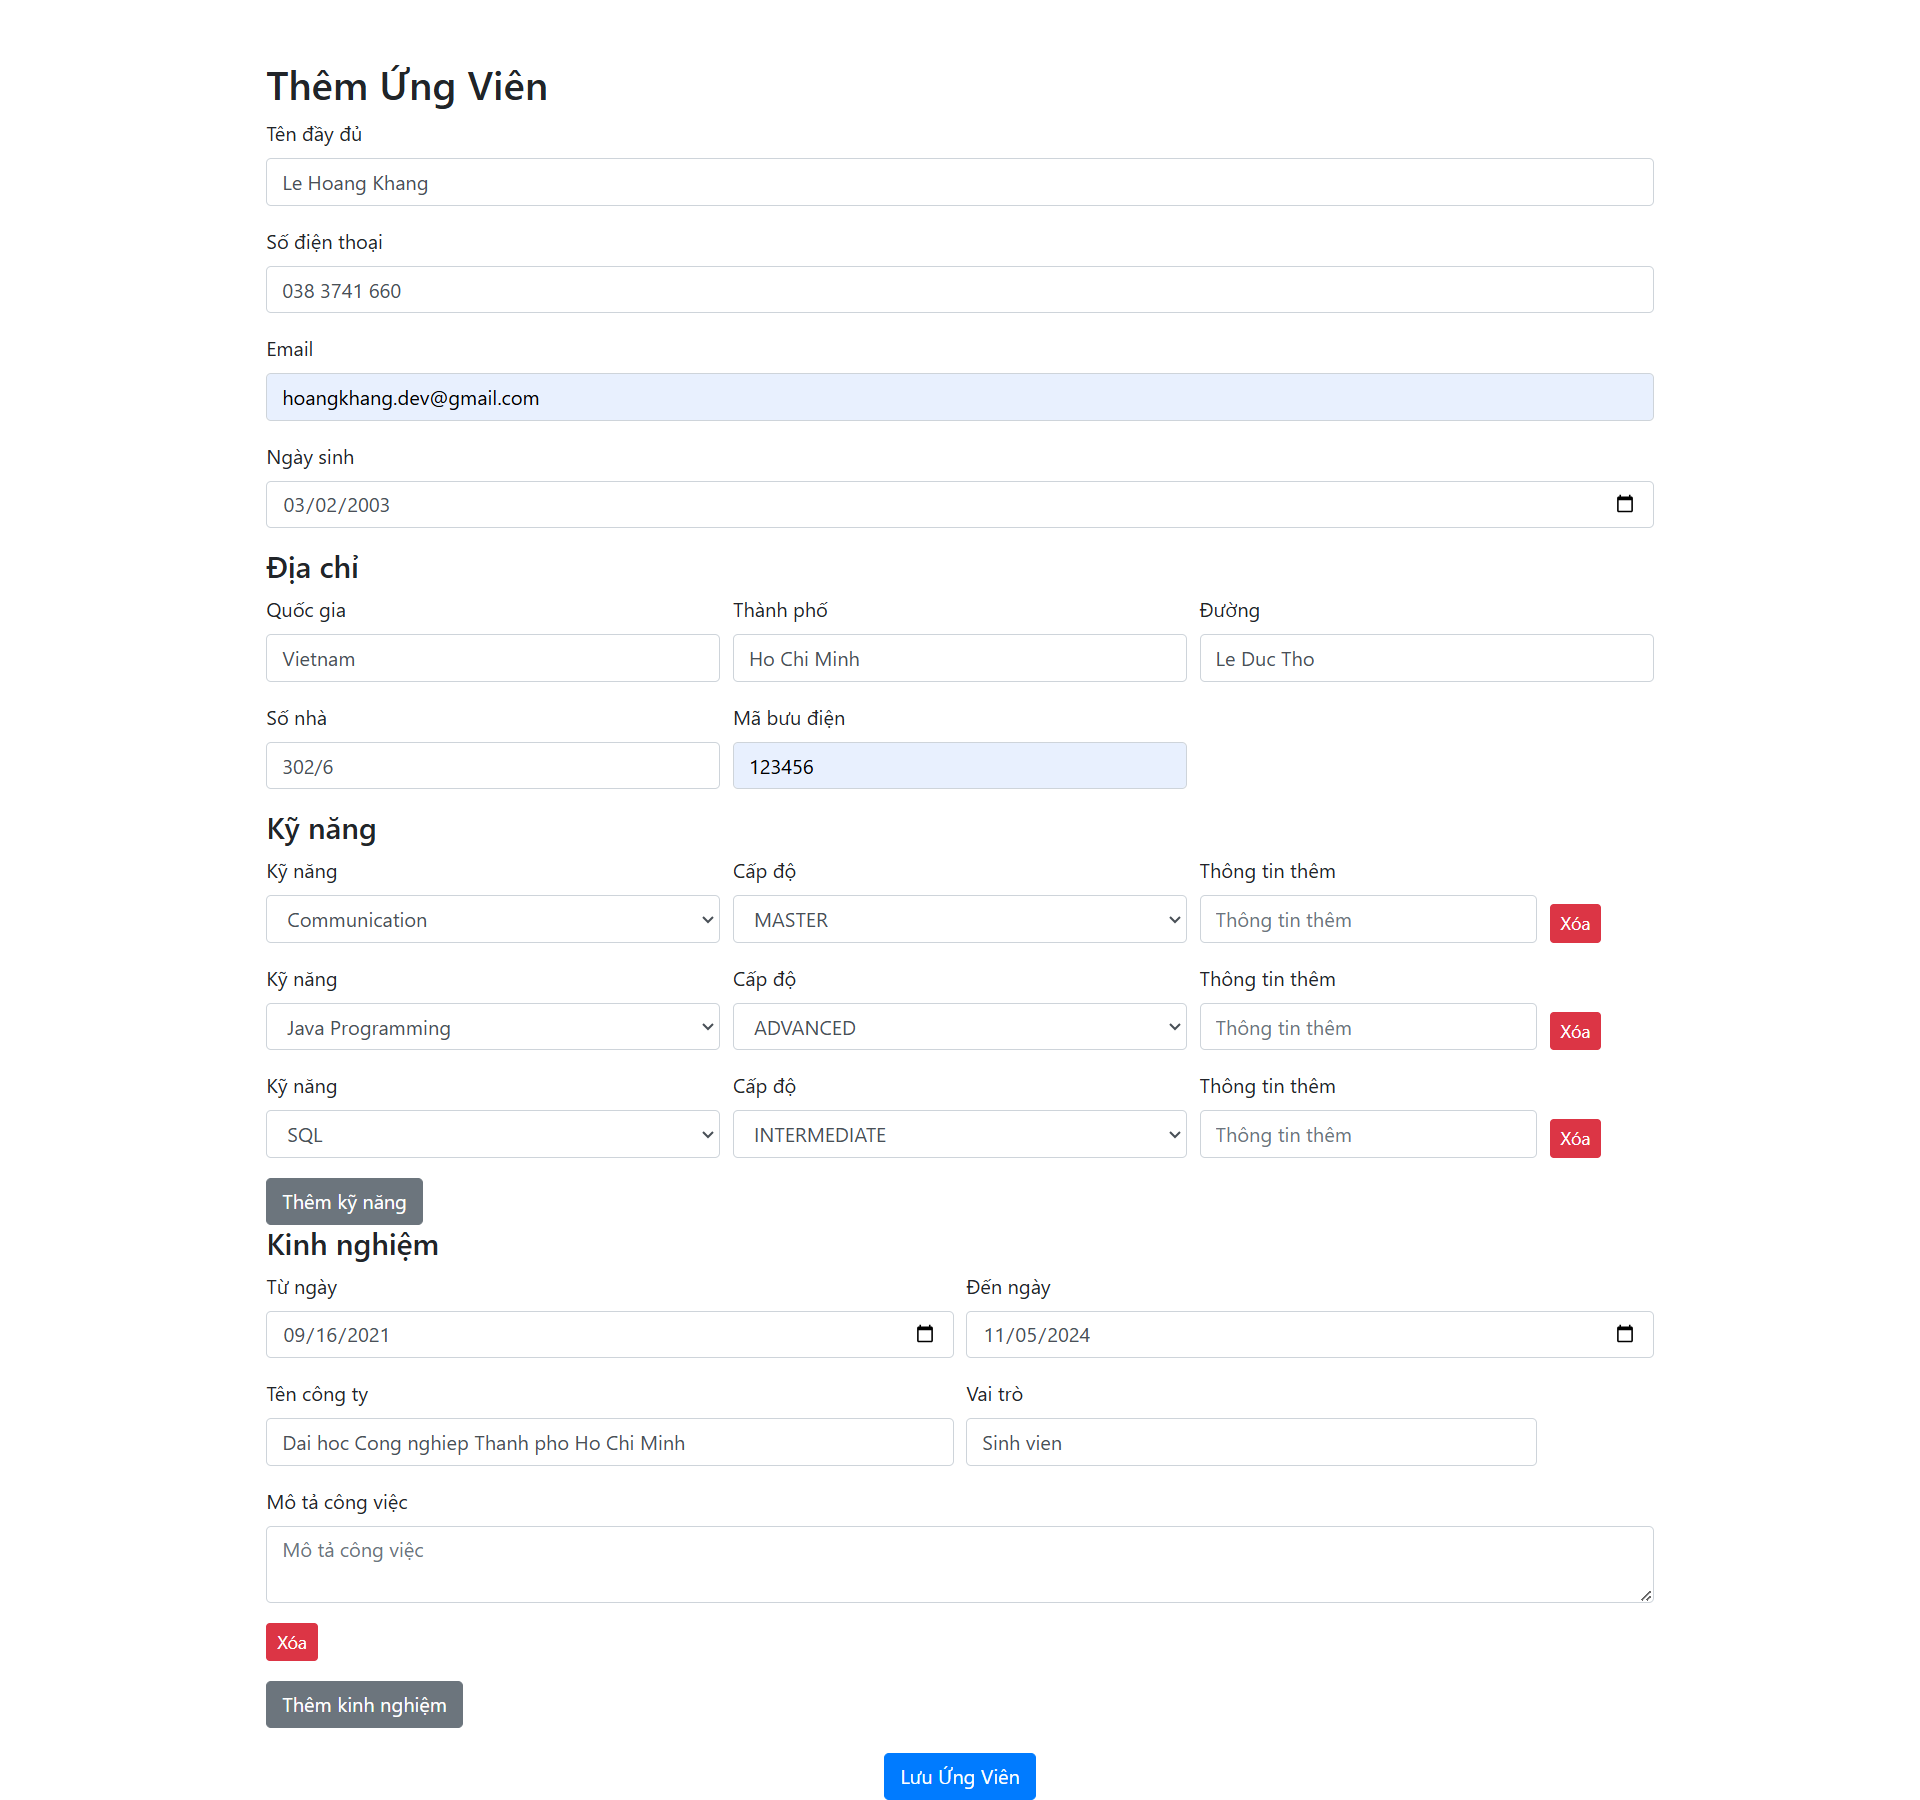 Thêm Ứng Viên
Tên đầy đủ
Le Hoang Khang
Số điện thoại
038 3741 660
Email
hoangkhang.dev@gmail.com
Ngày sinh
03/02/2003
Địa chỉ
Quốc gia Thành phố Đường
Vietnam Ho Chi Minh Le Duc Tho
Số nhà Mã bưu điện
302/6 123456
Kỹ năng
Kỹ năng Cấp độ Thông tin thêm
Communication MASTER Thông tin thêm Xóa
Kỹ năng Cấp độ Thông tin thêm
Java Programming ADVANCED Thông tin thêm Xóa
Kỹ năng Cấp độ Thông tin thêm
SQL INTERMEDIATE Thông tin thêm Xóa
Thêm kỹ năng
Kinh nghiệm
Từ ngày Đến ngày
09/16/2021 11/05/2024
Tên công ty Vai trò
Dai hoc Cong nghiep Thanh pho Ho Chi Minh Sinh vien
Mô tả công việc
Mô tả công việc
Xóa
Thêm kinh nghiệm
Lưu Ứng Viên